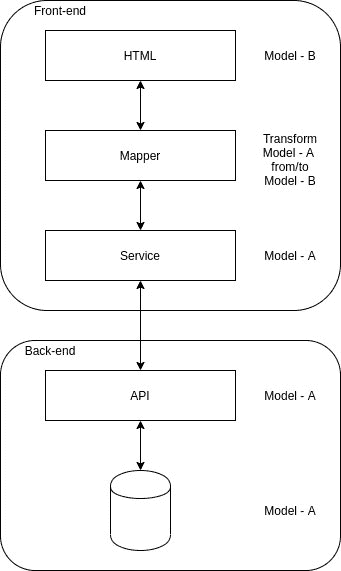 Front-end
HTML
Model - B
Mapper
Transform
Model - A
from/to
Model - B
Service
Model - A
Back-end
API
Model - A
Model - A